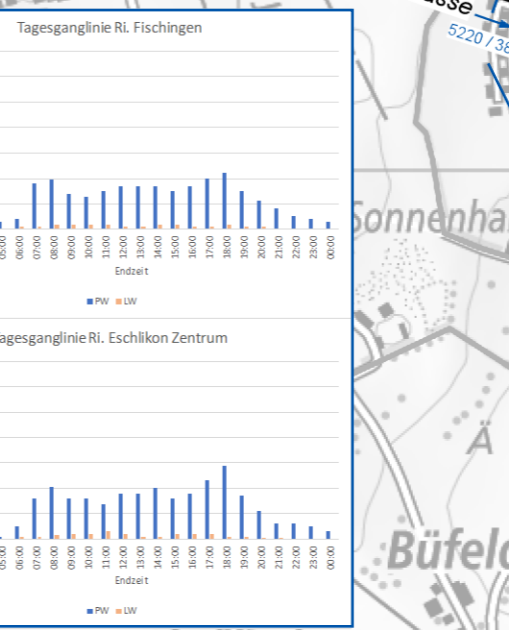 Tagesganglinie Ri. Fischingen
05:00 06:00 07:00 08:00 09:00 10:00 11:00 12:00 13:00 14:00 15:00 16:00 17:00 18:00 19:00 20:00 21:00 22:00 23:00 00:00
Endzeit
PW LW
agesganglinie Ri. Eschlikon Zentrum
05:00 06:00 07:00 08:00 09:00 10:00 11:00 12:00 13:00 14:00 15:00 16:00 17:00 18:00 19:00 20:00 21:00 22:00 23:00 00:00
Endzeit
PW LW
sse
5220 / 38
Sonnenha
Ä
Büfeld